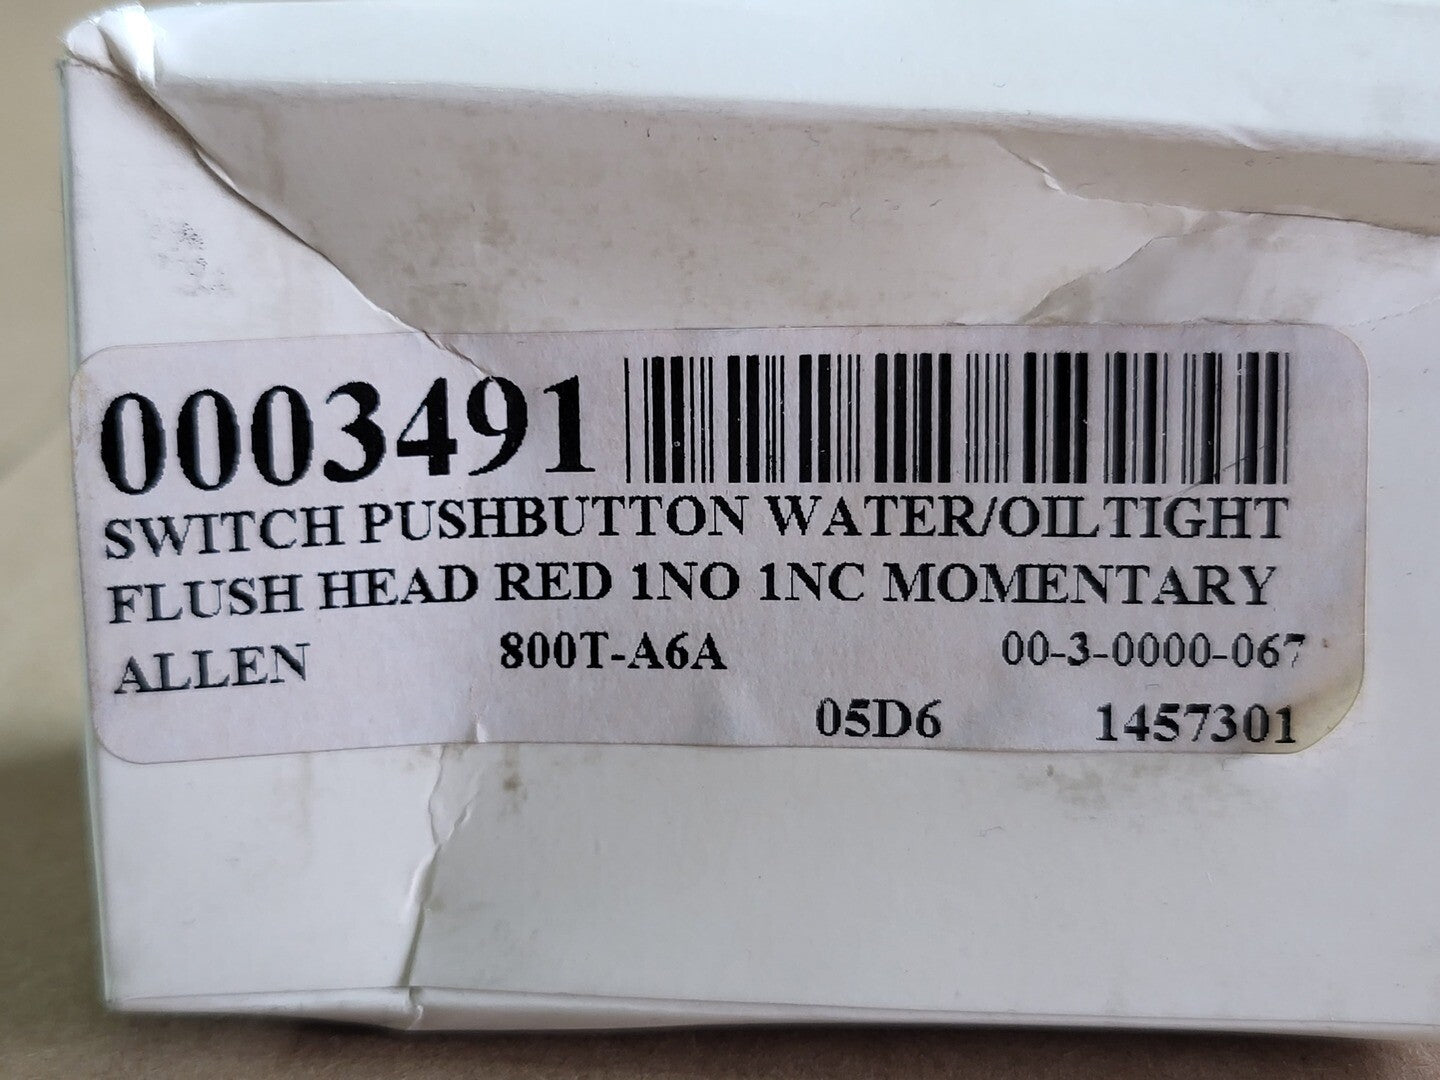 0003491
SWITCH PUSHBUTTON WATER/OILTIGHT
FLUSH HEAD RED 1NO 1NC MOMENTARY
ALLEN 800T-A6A 00-3-0000-067
05D6 1457301